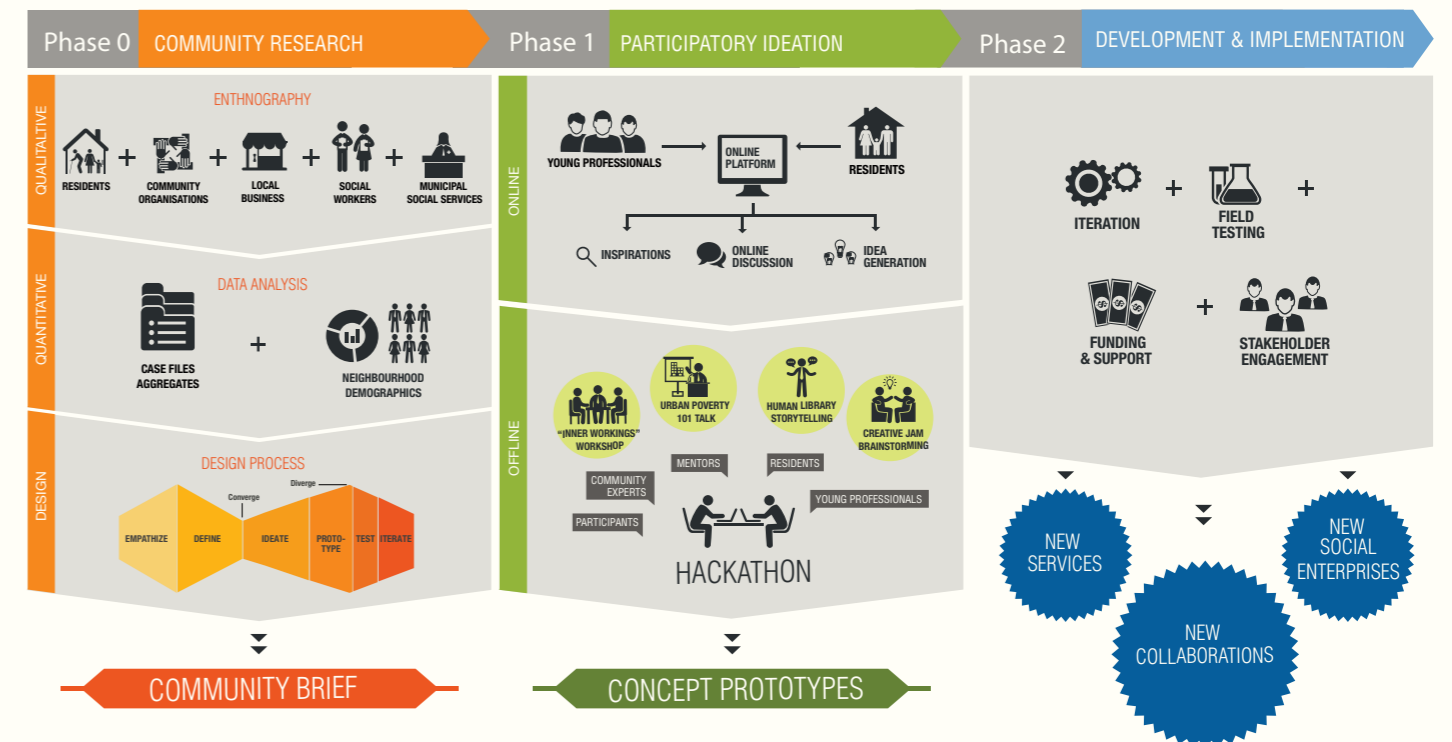 Phase 0
COMMUNITY RESEARCH
Phase 1
PARTICIPATORY IDEATION
Phase 2
DEVELOPMENT & IMPLEMENTATION
QUALITALTIVE
ENTHNOGRAPHY
RESIDENTS
+
COMMUNITY
ORGANISATIONS
+
LOCAL
BUSINESS
+
SOCIAL
WORKERS
+
MUNICIPAL
SOCIAL SERVICES
QUANTITATIVE
DATA ANALYSIS
CASE FILES
AGGREGATES
+
NEIGHBOURHOOD
DEMOGRAPHICS
DESIGN
DESIGN PROCESS
Converge
Diverge
EMPATHIZE
DEFINE
IDEATE
PROTO-
TYPE
TEST
ITERATE
COMMUNITY BRIEF
ONLINE
YOUNG PROFESSIONALS
ONLINE
PLATFORM
RESIDENTS
INSPIRATIONS
ONLINE
DISCUSSION
IDEA
GENERATION
OFFLINE
"INNER WORKINGS"
WORKSHOP
URBAN POVERTY
101 TALK
HUMAN LIBRARY
STORYTELLING
CREATIVE JAM
BRAINSTORMING
PARTICIPANTS
COMMUNITY
EXPERTS
MENTORS
RESIDENTS
YOUNG PROFESSIONALS
HACKATHON
CONCEPT PROTOTYPES
ITERATION
+
FIELD
TESTING
+
$ $ $
FUNDING
& SUPPORT
+
STAKEHOLDER
ENGAGEMENT
NEW
SERVICES
NEW
COLLABORATIONS
NEW
SOCIAL
ENTERPRISES